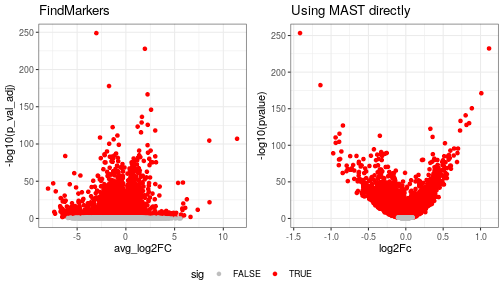 FindMarkers
Using MAST directly
-log10(p_val_adj)
250
200
150
100
50
0
-5
0
5
10
avg_log2FC
-log10(pvalue)
250
200
150
100
50
0
-1.5
-1.0
-0.5
0.0
0.5
1.0
log2Fc
sig
FALSE
TRUE